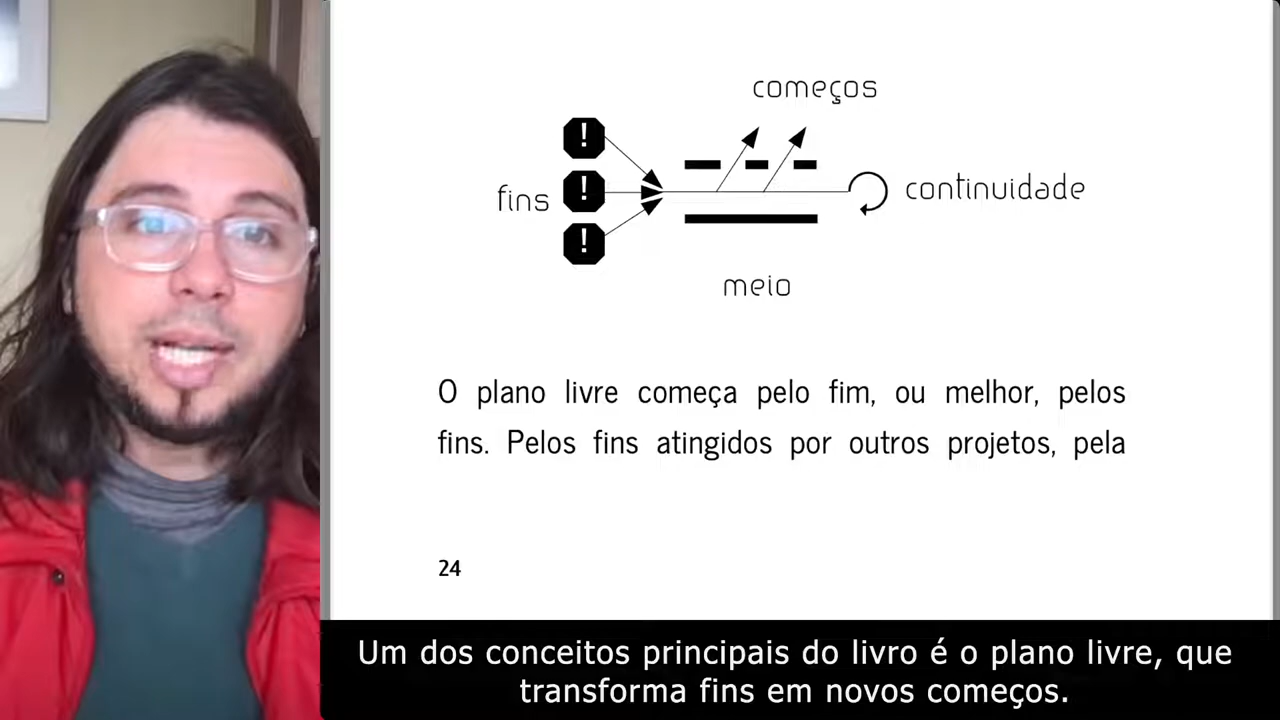 começos
fins
!
!
!
continuidade
meio
O plano livre começa pelo fim, ou melhor, pelos
fins. Pelos fins atingidos por outros projetos, pela
24
Um dos conceitos principais do livro é o plano livre, que
transforma fins em novos começos.